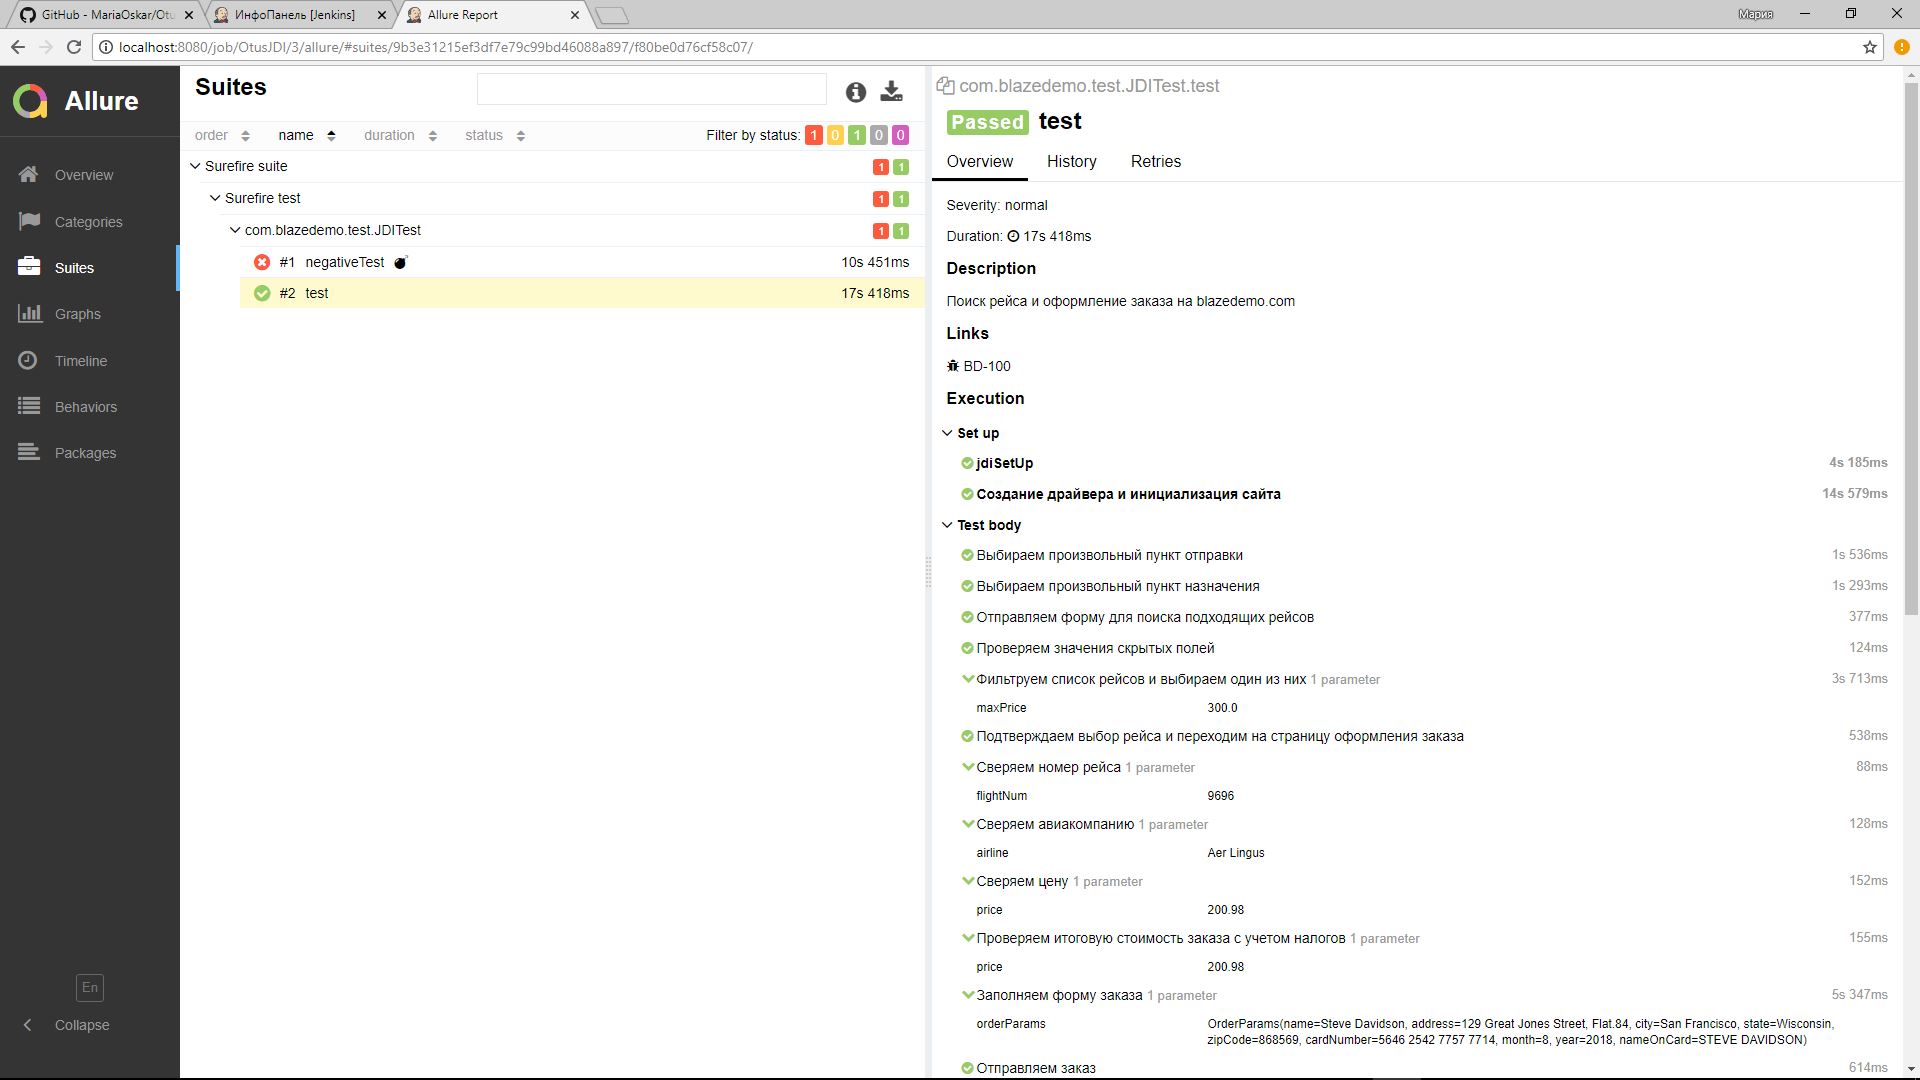 GitHub - MariaOskar/Otu
ИнфоПанель [Jenkins]
Allure Report
Мария
localhost:8080/job/OtusJDI/3/allure/#suites/9b3e31215ef3df7e79c99bd46088a897/f80be0d76cf58c07/
Allure
Overview
Categories
Suites
Graphs
Timeline
Behaviors
Packages
En
Collapse
Suites
order name duration status Filter by status: 1 0 1 0 0
Surefire suite 1 1
Surefire test 1 1
com.blazedemo.test.JDITest 1 1
#1 negativeTest 10s 451ms
#2 test 17s 418ms
com.blazedemo.test.JDITest.test
Passed test
Overview History Retries
Severity: normal
Duration: 17s 418ms
Description
Поиск рейса и оформление заказа на blazedemo.com
Links
BD-100
Execution
Set up
jdiSetUp 4s 185ms
Создание драйвера и инициализация сайта 14s 579ms
Test body
Выбираем произвольный пункт отправки 1s 536ms
Выбираем произвольный пункт назначения 1s 293ms
Отправляем форму для поиска подходящих рейсов 377ms
Проверяем значения скрытых полей 124ms
Фильтруем список рейсов и выбираем один из них 1 parameter 3s 713ms
maxPrice 300.0
Подтверждаем выбор рейса и переходим на страницу оформления заказа 538ms
Сверяем номер рейса 1 parameter 88ms
flightNum 9696
Сверяем авиакомпанию 1 parameter 128ms
airline Aer Lingus
Сверяем цену 1 parameter 152ms
price 200.98
Проверяем итоговую стоимость заказа с учетом налогов 1 parameter 155ms
price 200.98
Заполняем форму заказа 1 parameter 5s 347ms
orderParams OrderParams(name=Steve Davidson, address=129 Great Jones Street, Flat.84, city=San Francisco, state=Wisconsin,
zipCode=868569, cardNumber=5646 2542 7757 7714, month=8, year=2018, nameOnCard=STEVE DAVIDSON)
Отправляем заказ 614ms